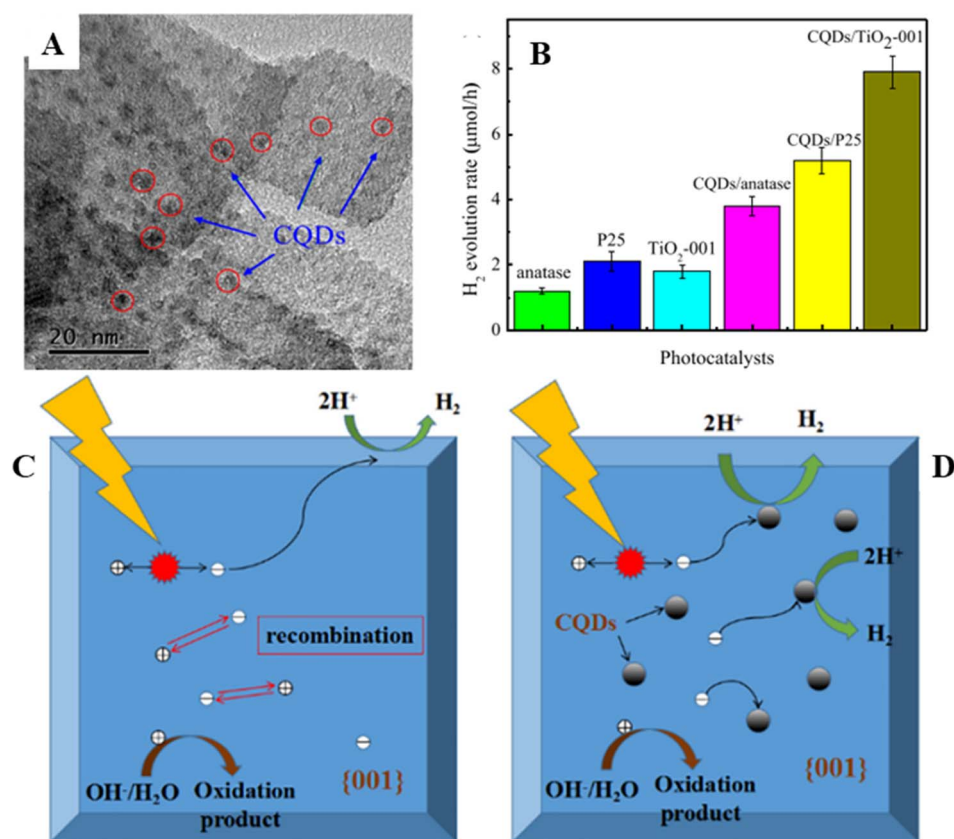 A
CQDs
20 nm
B
H₂ evolution rate (μmol/h)
8
6
4
2
0
anatase
P25
TiO₂-001
CQDs/anatase
CQDs/P25
CQDs/TiO₂-001
Photocatalysts
C
2H⁺
H₂
recombination
OH⁻/H₂O
Oxidation
product
{001}
D
2H⁺
H₂
2H⁺
H₂
CQDs
OH⁻/H₂O
Oxidation
product
{001}